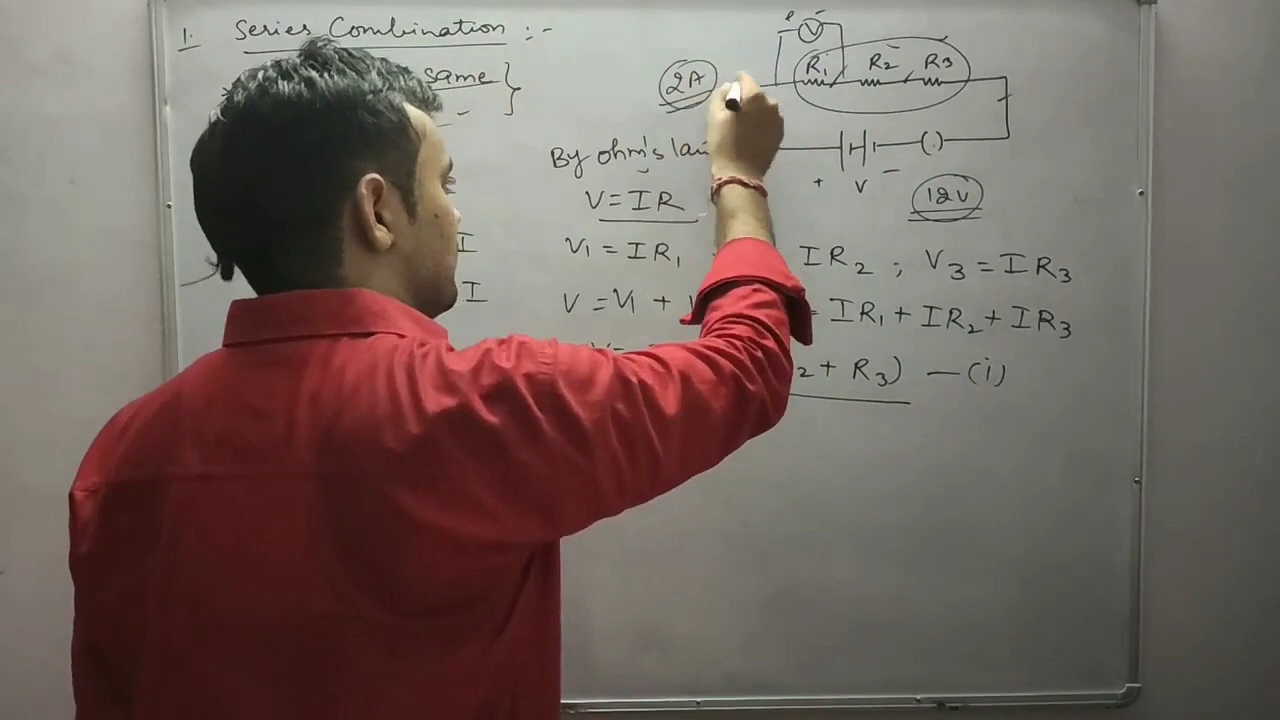 1. Series Combination :-
same }
I
I
2A
V
R1 R2 R3
+ V -
12V
By ohm's law
V = IR
V1 = IR1 IR2 ; V3 = IR3
V = V1 + = IR1 + IR2 + IR3
2 + R3) —(i)